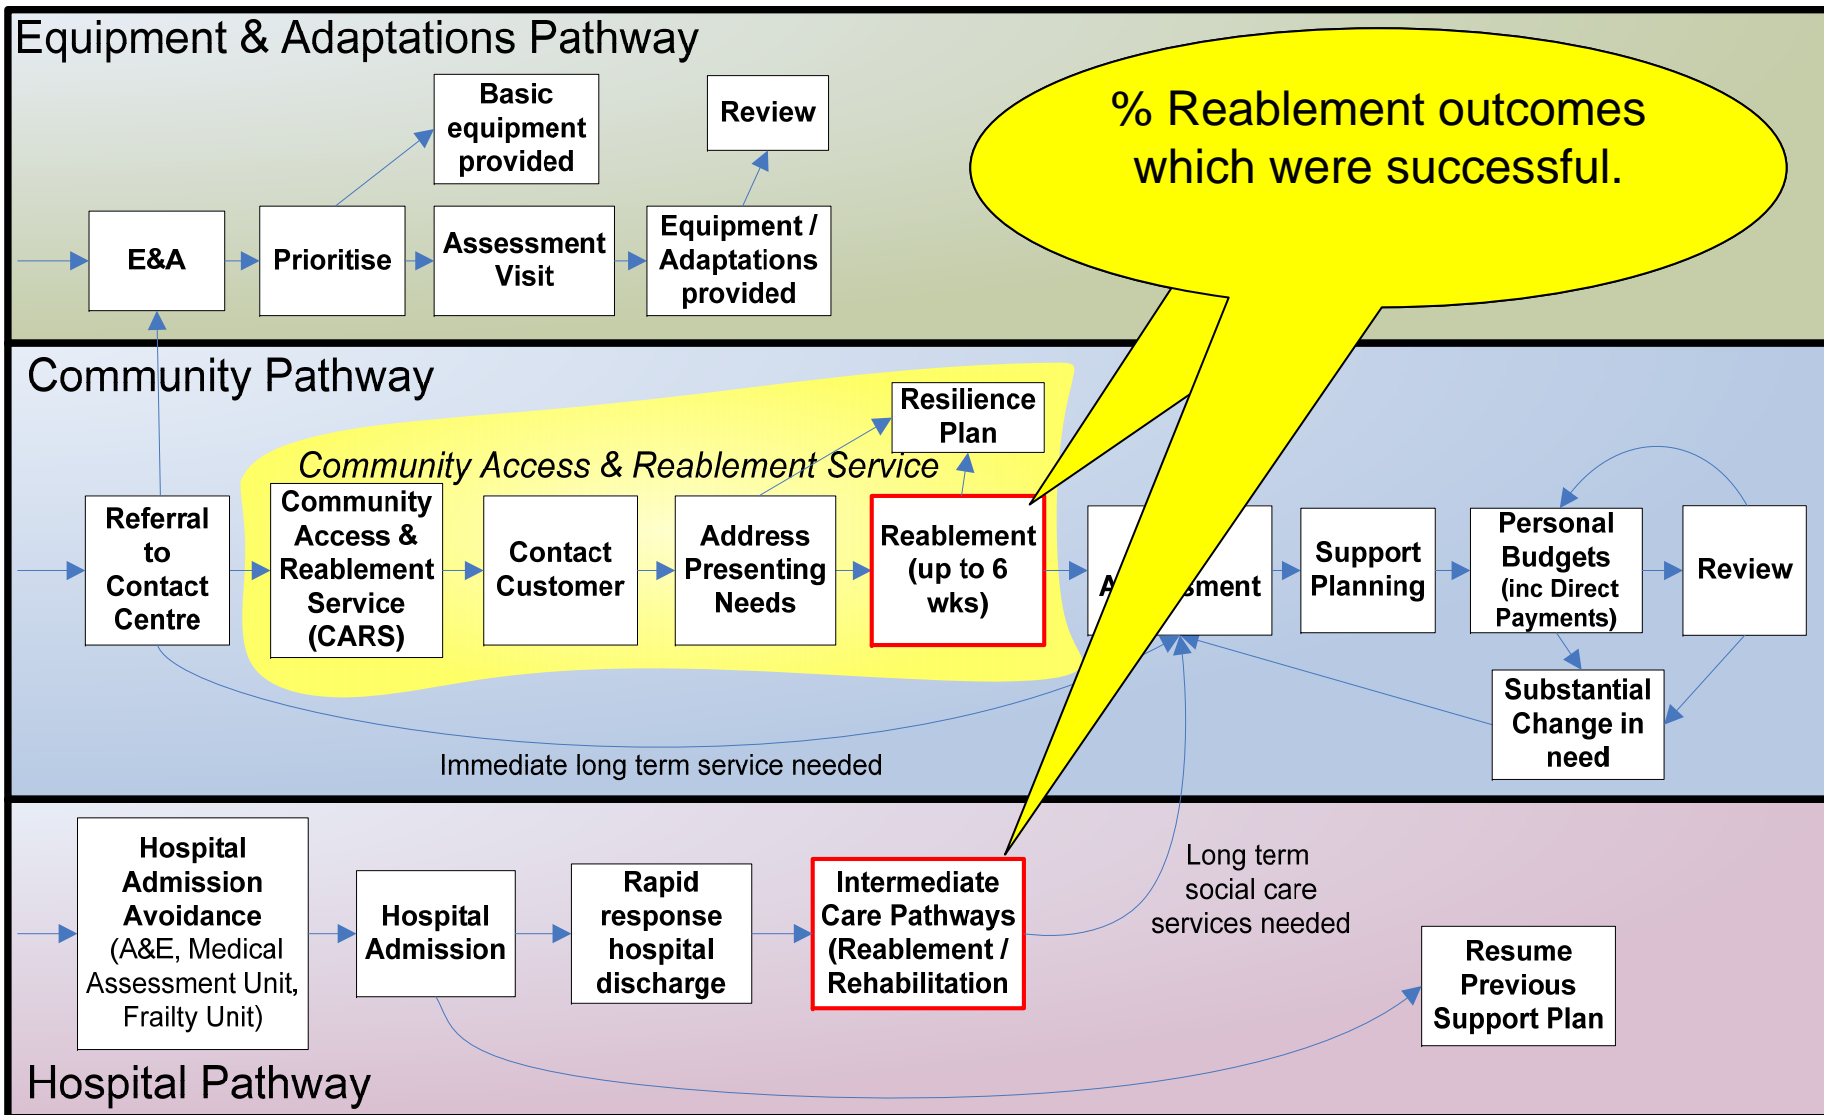 Equipment & Adaptations Pathway
Basic
equipment
provided
Review
% Reablement outcomes
which were successful.
E&A
Prioritise
Assessment
Visit
Equipment /
Adaptations
provided
Community Pathway
Resilience
Plan
Community Access & Reablement Service
Referral
to
Contact
Centre
Community
Access &
Reablement
Service
(CARS)
Contact
Customer
Address
Presenting
Needs
Reablement
(up to 6
wks)
Support
Planning
Personal
Budgets
(inc Direct
Payments)
Review
Substantial
Change in
need
Immediate long term service needed
Hospital
Admission
Avoidance
(A&E, Medical
Assessment Unit,
Frailty Unit)
Hospital
Admission
Rapid
response
hospital
discharge
Intermediate
Care Pathways
(Reablement /
Rehabilitation
Long term
social care
services needed
Resume
Previous
Support Plan
Hospital Pathway